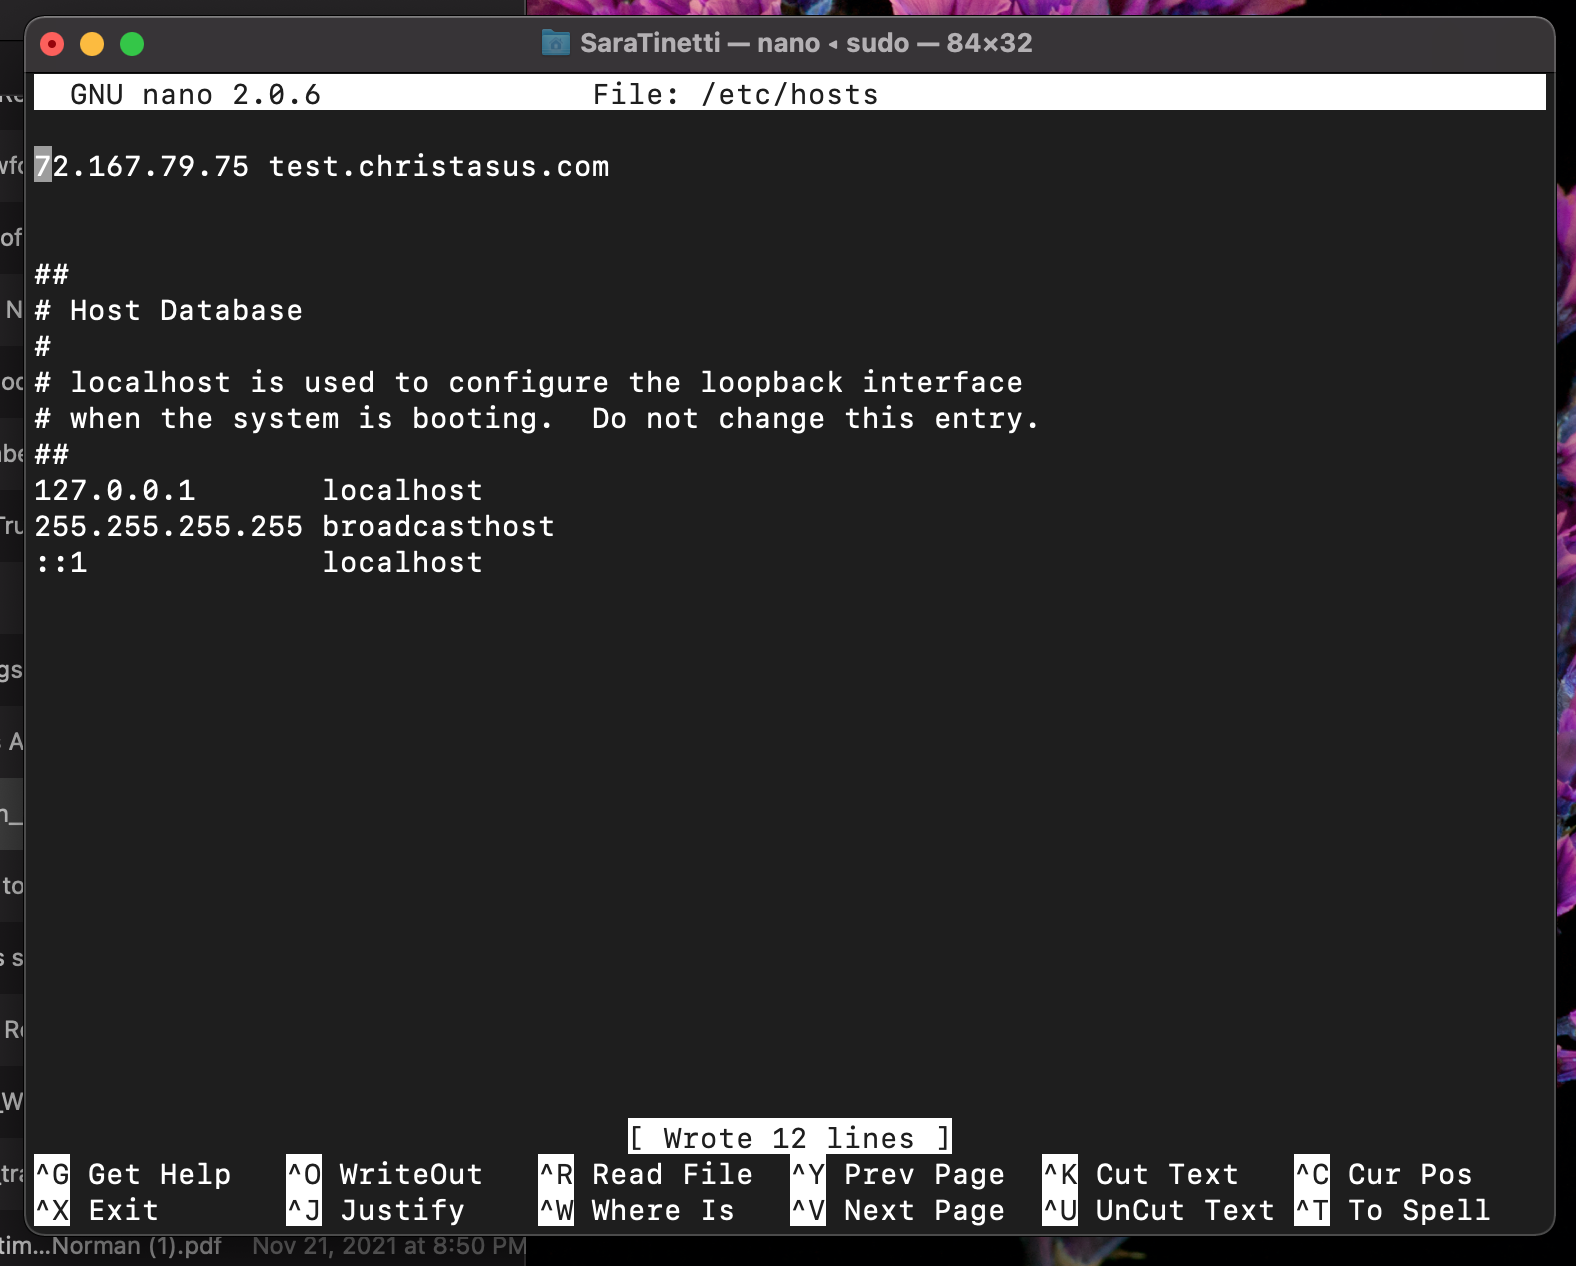 SaraTinetti — nano ◂ sudo — 84×32
GNU nano 2.0.6 File: /etc/hosts
72.167.79.75 test.christasus.com
##
# Host Database
#
# localhost is used to configure the loopback interface
# when the system is booting.  Do not change this entry.
##
127.0.0.1 localhost
255.255.255.255 broadcasthost
::1 localhost
[ Wrote 12 lines ]
^G Get Help ^O WriteOut ^R Read File ^Y Prev Page ^K Cut Text ^C Cur Pos
^X Exit ^J Justify ^W Where Is ^V Next Page ^U UnCut Text ^T To Spell
tim...Norman (1).pdf Nov 21, 2021 at 8:50 PM